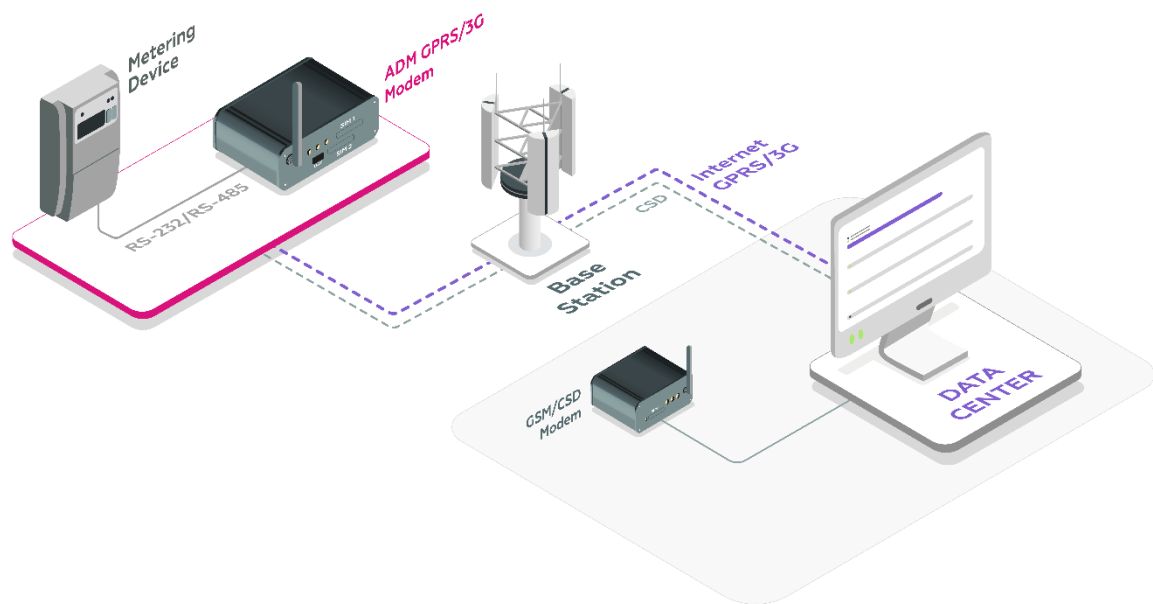 Metering
Device
ADM GPRS/3G
Modem
SIM 1
SIM 2
RS-232/RS-485
Internet
GPRS/3G
CSD
Base
Station
GSM/CSD
Modem
DATA
CENTER